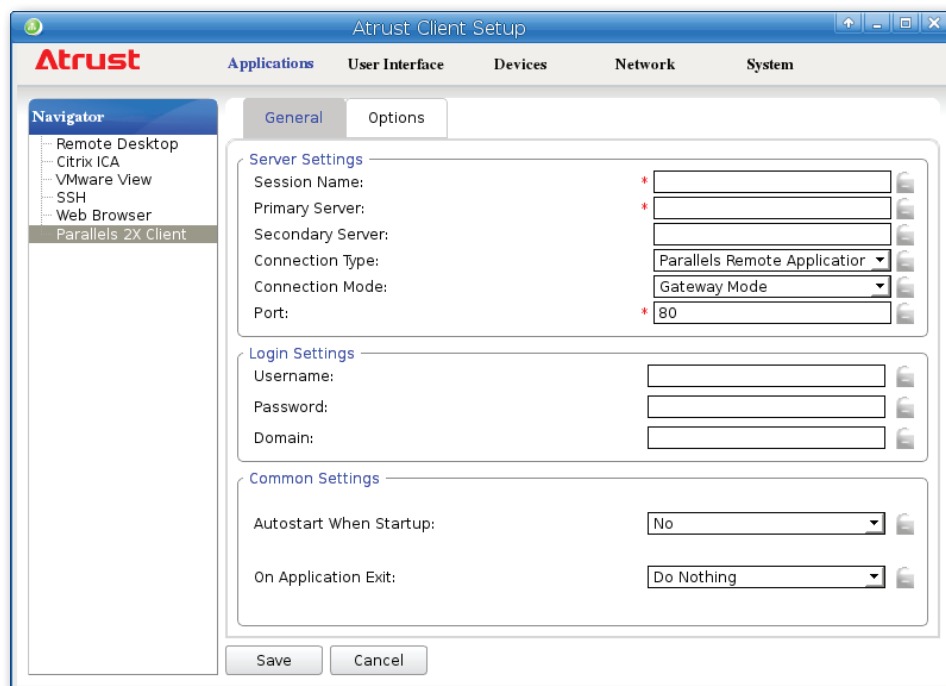 Atrust Client Setup
Atrust
Applications User Interface Devices Network System
Navigator
Remote Desktop
Citrix ICA
VMware View
SSH
Web Browser
Parallels 2X Client
General Options
Server Settings
Session Name: *
Primary Server: *
Secondary Server:
Connection Type: Parallels Remote Application
Connection Mode: Gateway Mode
Port: * 80
Login Settings
Username:
Password:
Domain:
Common Settings
Autostart When Startup: No
On Application Exit: Do Nothing
Save Cancel